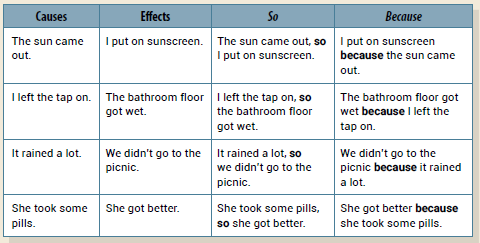 Causes Effects So Because
The sun came out.
I put on sunscreen.
The sun came out, so
I put on sunscreen.
I put on sunscreen
because the sun came
out.
I left the tap on.
The bathroom floor
got wet.
I left the tap on, so
the bathroom floor
got wet.
The bathroom floor got
wet because I left the
tap on.
It rained a lot.
We didn't go to the
picnic.
It rained a lot, so
we didn't go to the
picnic.
We didn't go to the
picnic because it rained
a lot.
She took some
pills.
She got better.
She took some pills,
so she got better.
She got better because
she took some pills.